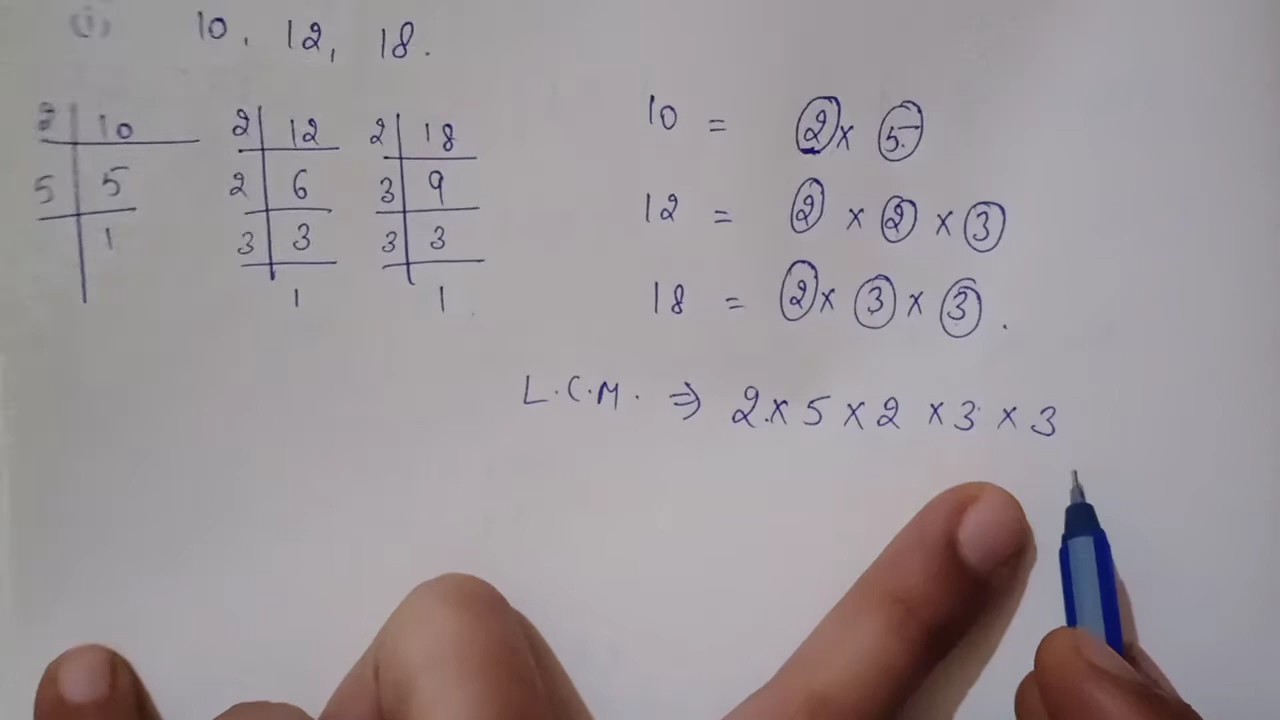 (i) 10, 12, 18.
2 10
5 5
1
2 12
2 6
3 3
1
2 18
3 9
3 3
1
10 = 2 x 5
12 = 2 x 2 x 3
18 = 2 x 3 x 3.
L.C.M. ⇒ 2 x 5 x 2 x 3 x 3